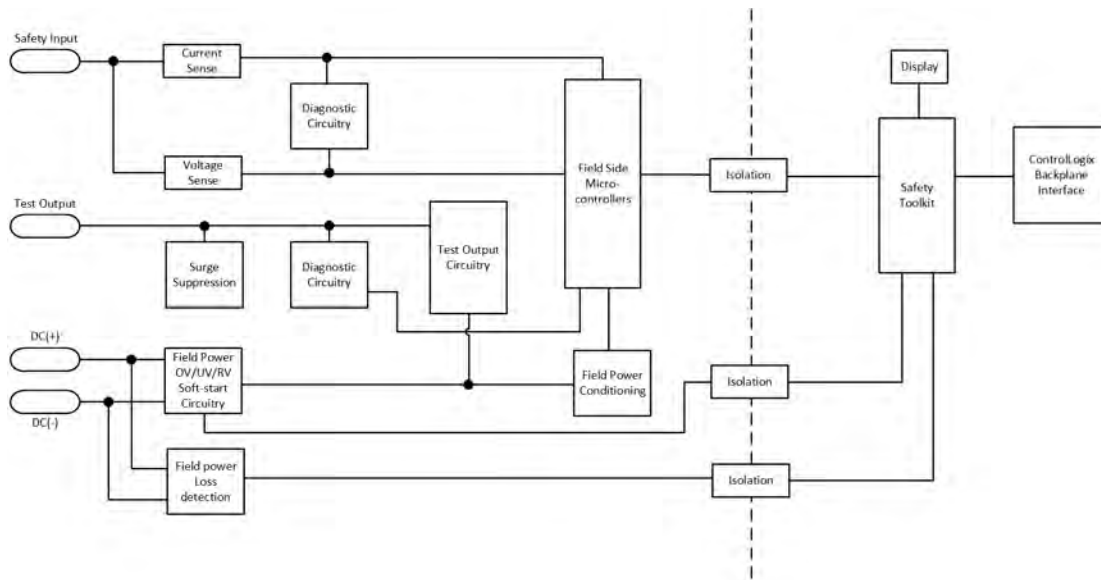 Safety Input
Current
Sense
Diagnostic
Circuitry
Voltage
Sense
Field Side
Micro-
controllers
Isolation
Display
Safety
Toolkit
ControlLogix
Backplane
Interface
Test Output
Surge
Suppression
Diagnostic
Circuitry
Test Output
Circuitry
DC(+)
DC(-)
Field Power
OV/UV/RV
Soft-start
Circuitry
Field Power
Conditioning
Isolation
Field power
Loss
detection
Isolation